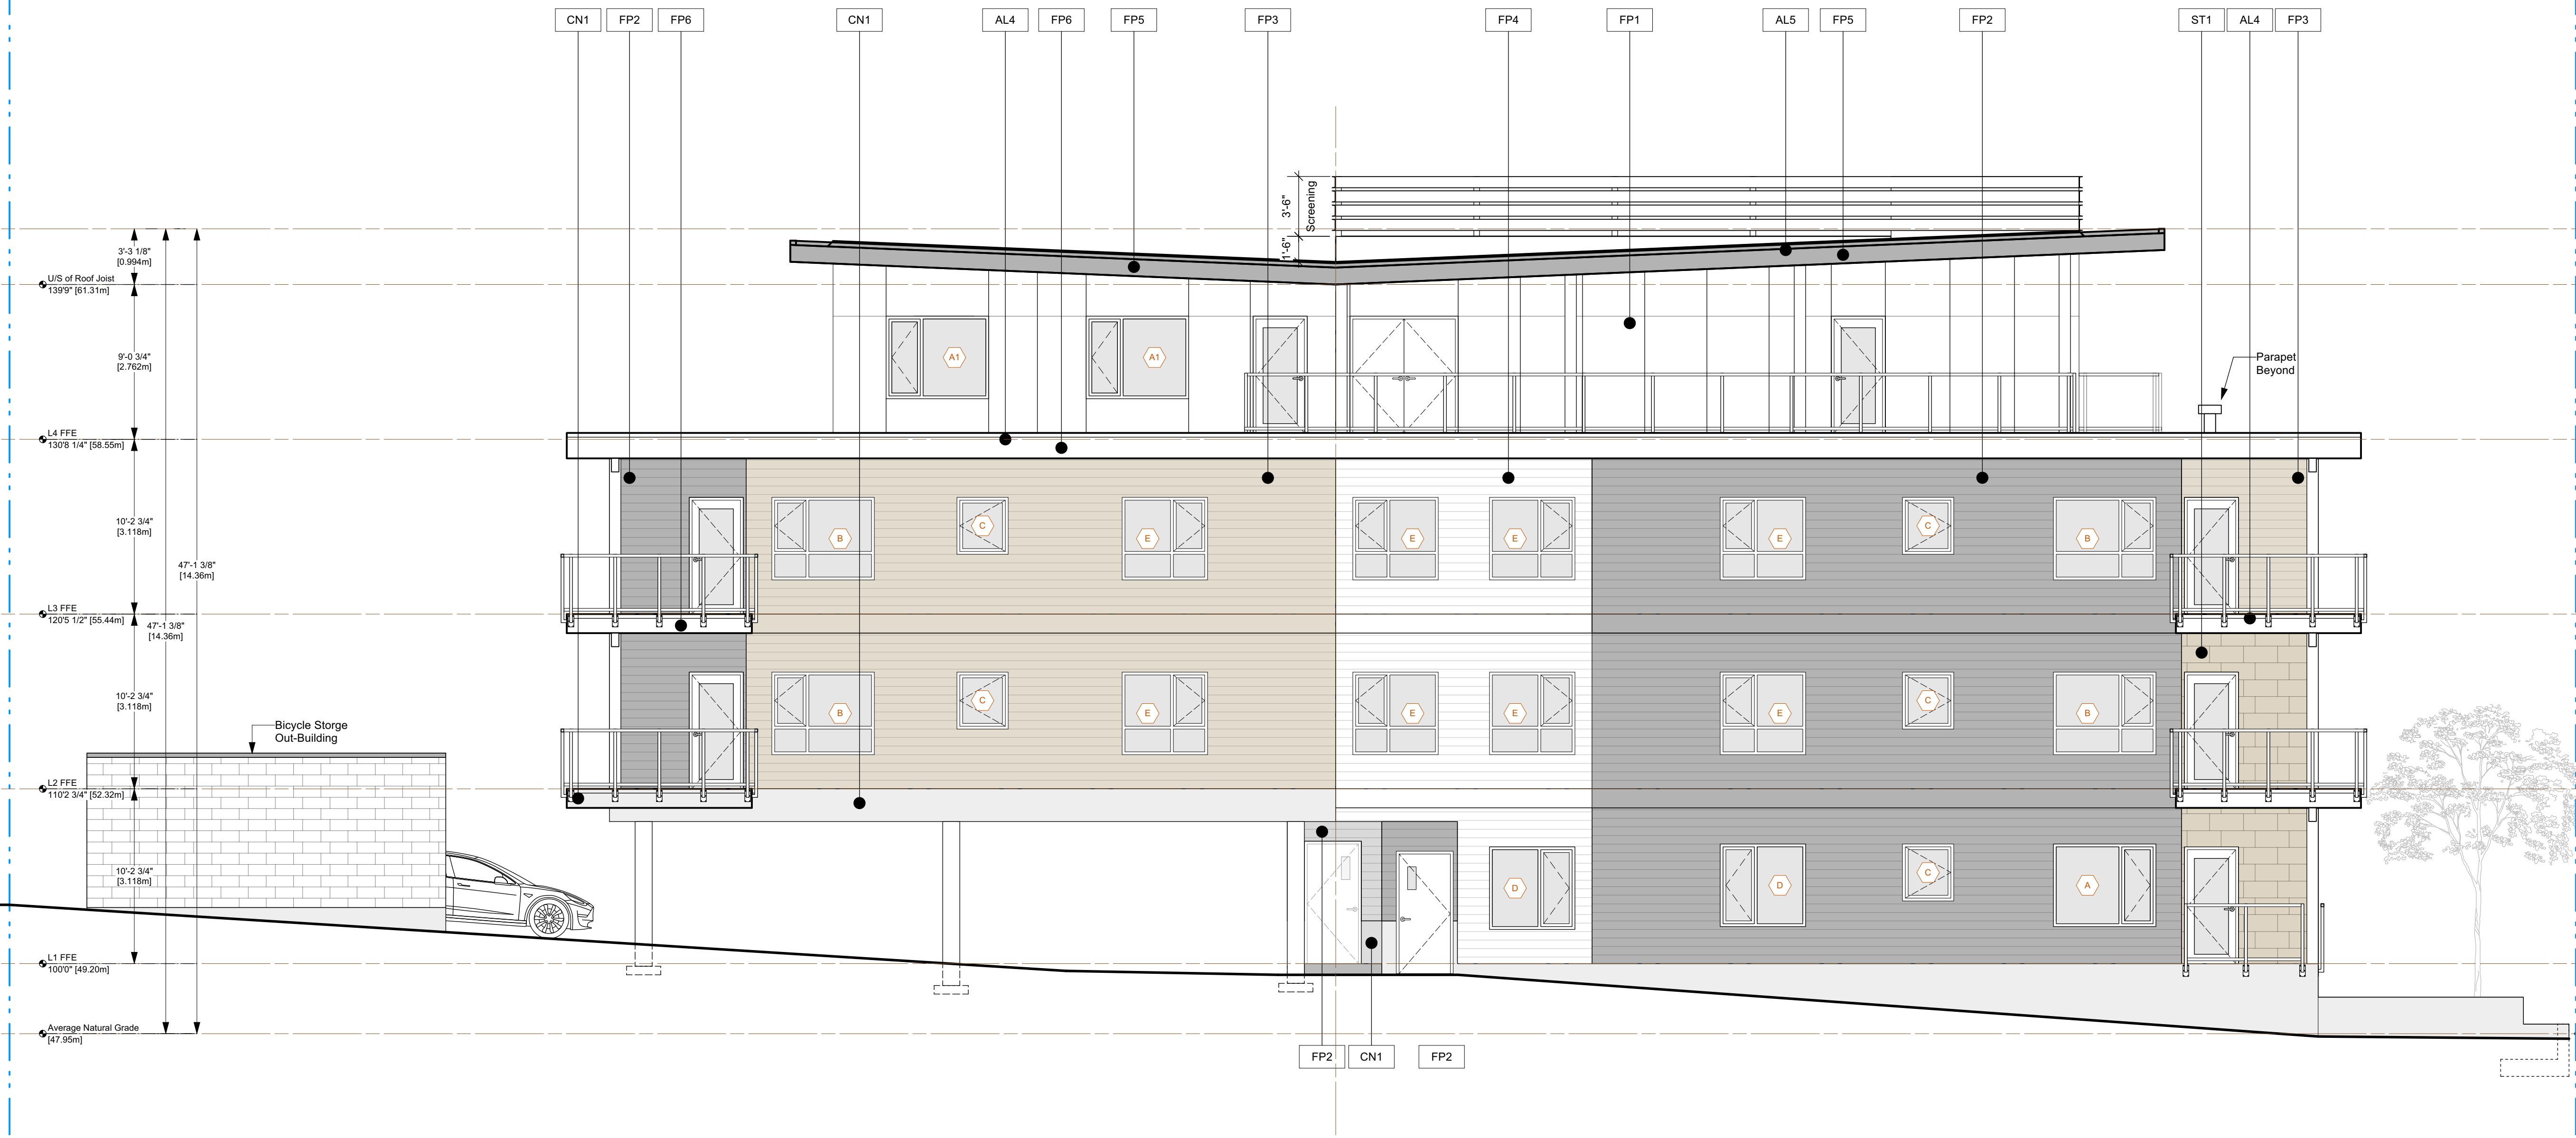 CN1 FP2 FP6 CN1 AL4 FP6 FP5 FP3 FP4 FP1 AL5 FP5 FP2 ST1 AL4 FP3
3'-6"
Screening
1'-6"
3'-3 1/8"
[0.994m]
U/S of Roof Joist
139'9" [61.31m]
9'-0 3/4"
[2.762m]
A1 A1
Parapet
Beyond
L4 FFE
130'8 1/4" [58.55m]
10'-2 3/4"
[3.118m]
B C E E E E C B
47'-1 3/8"
[14.36m]
L3 FFE
120'5 1/2" [55.44m]
47'-1 3/8"
[14.36m]
10'-2 3/4"
[3.118m]
B C E E E E C B
Bicycle Storge
Out-Building
L2 FFE
110'2 3/4" [52.32m]
10'-2 3/4"
[3.118m]
D D C A
L1 FFE
100'0" [49.20m]
Average Natural Grade
[47.95m]
FP2 CN1 FP2